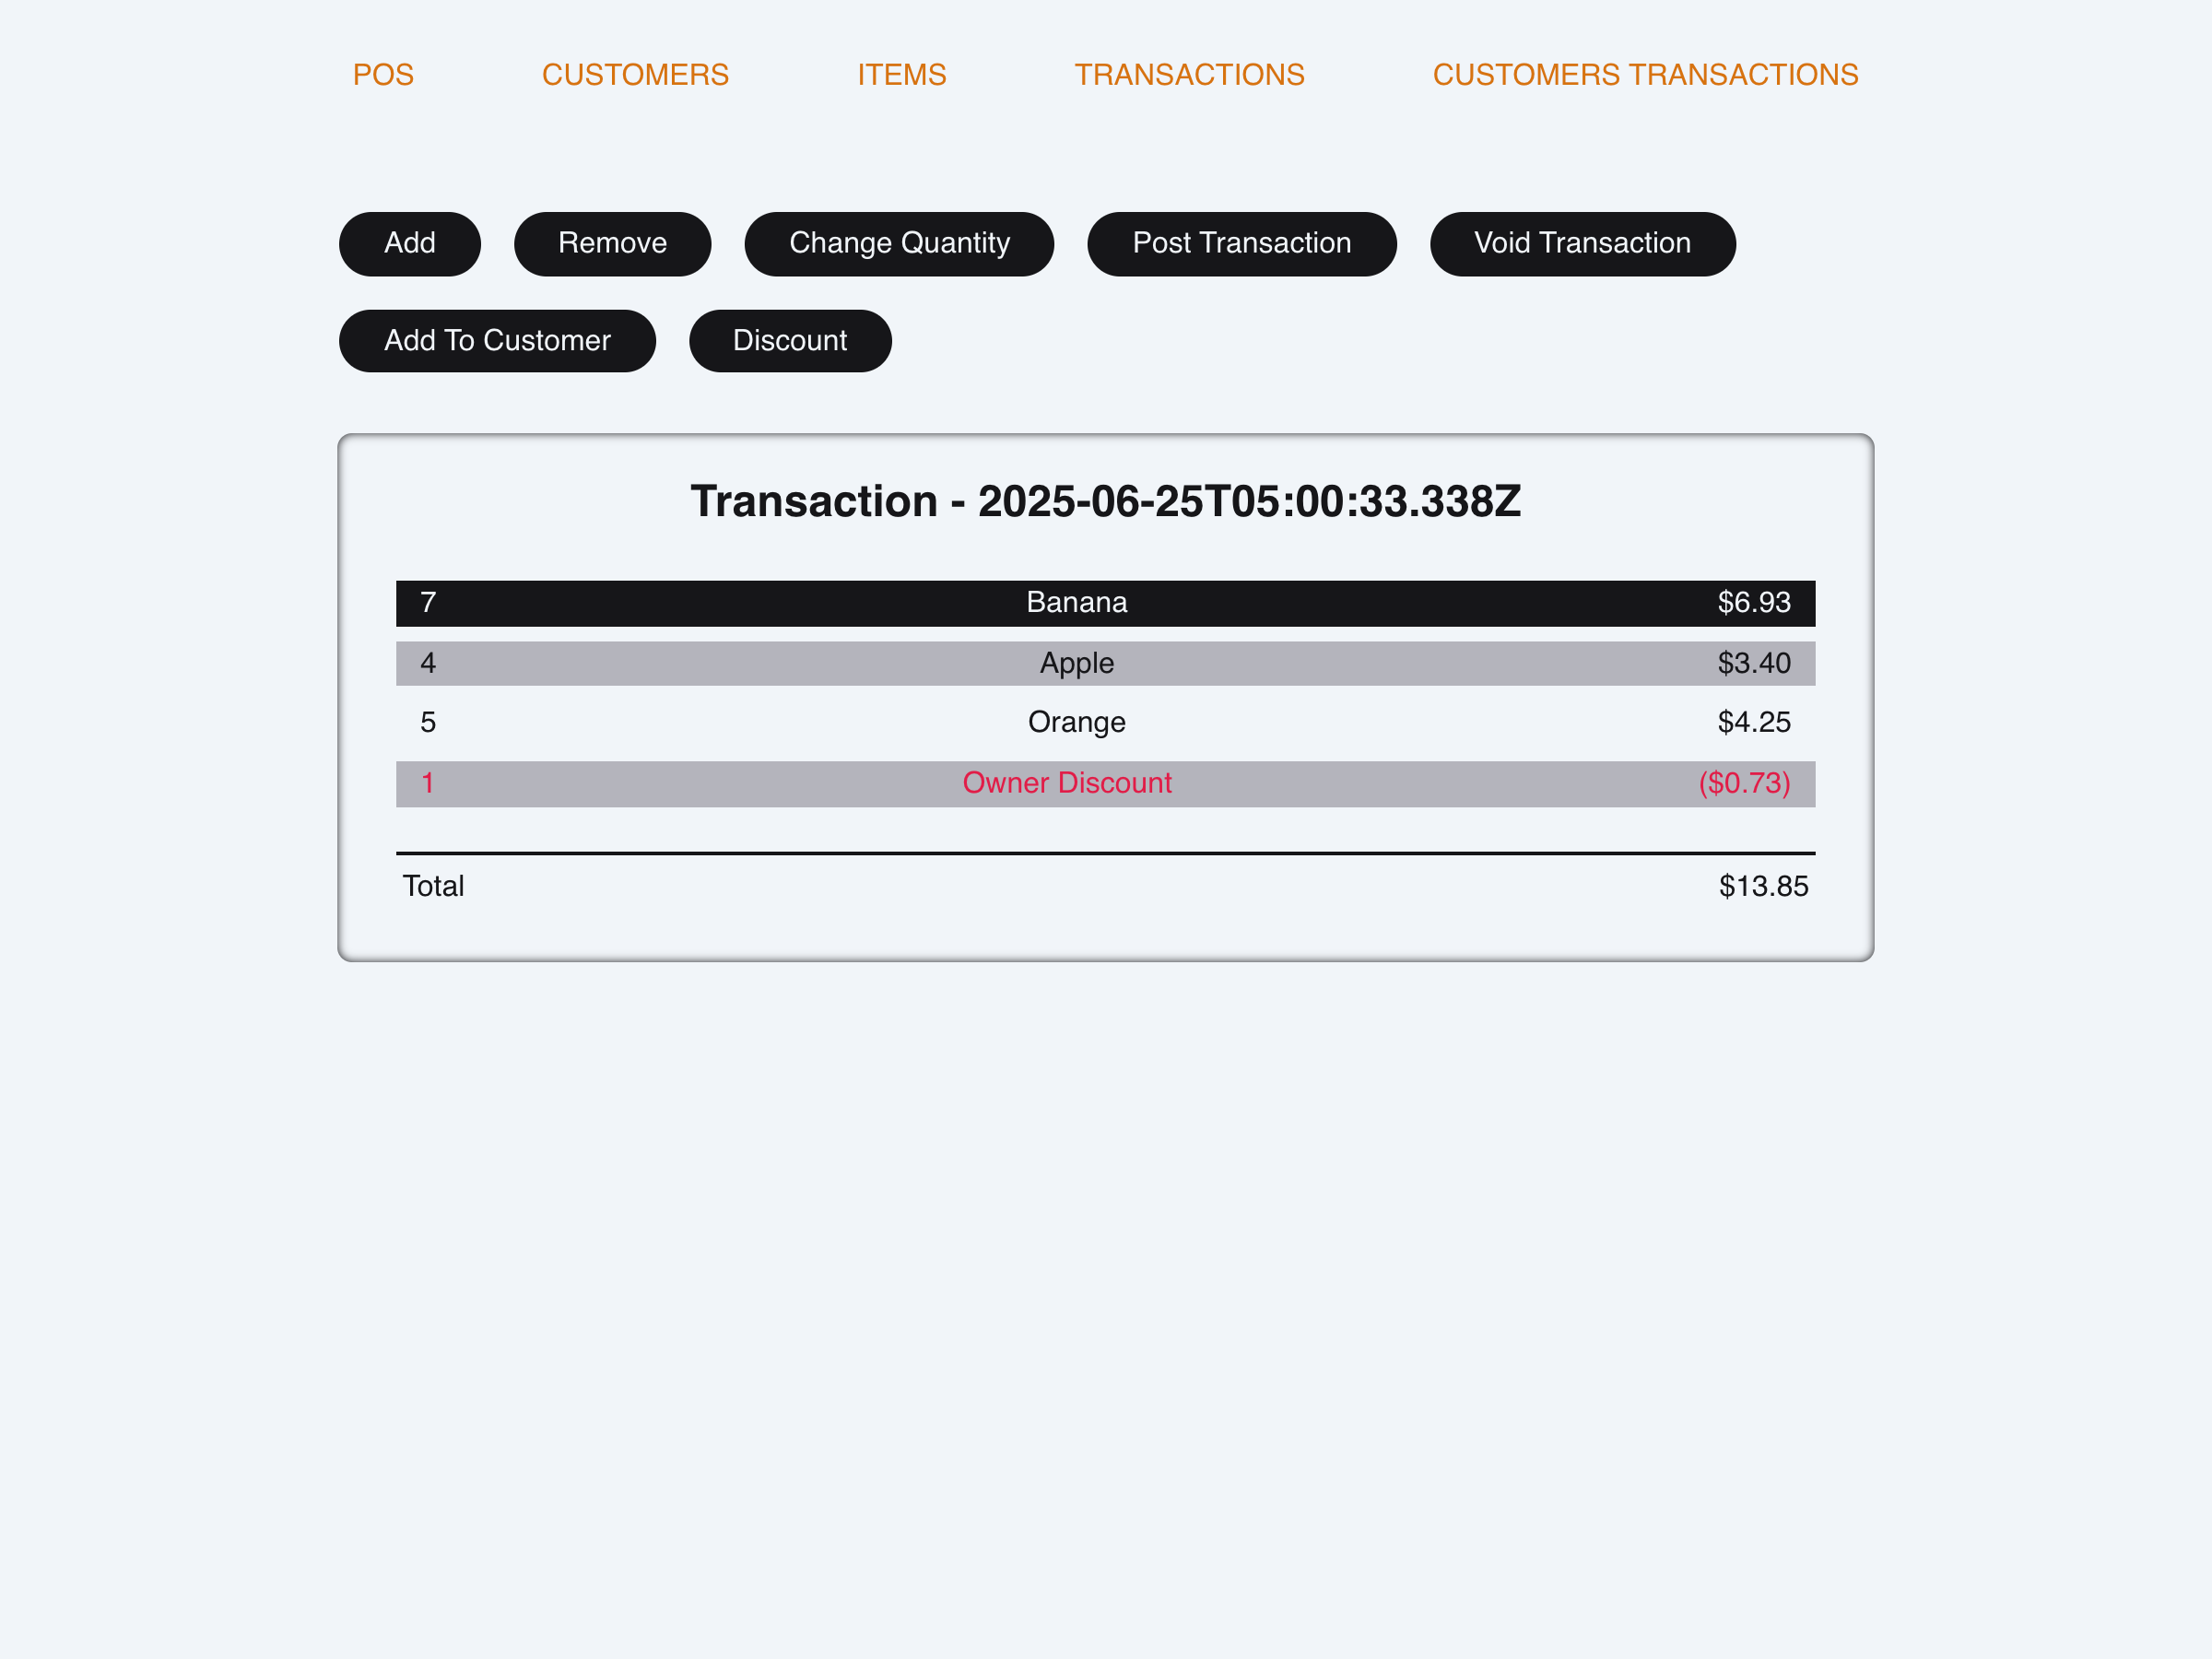 POS CUSTOMERS ITEMS TRANSACTIONS CUSTOMERS TRANSACTIONS
Add Remove Change Quantity Post Transaction Void Transaction
Add To Customer Discount
Transaction - 2025-06-25T05:00:33.338Z
7 Banana $6.93
4 Apple $3.40
5 Orange $4.25
1 Owner Discount ($0.73)
Total $13.85